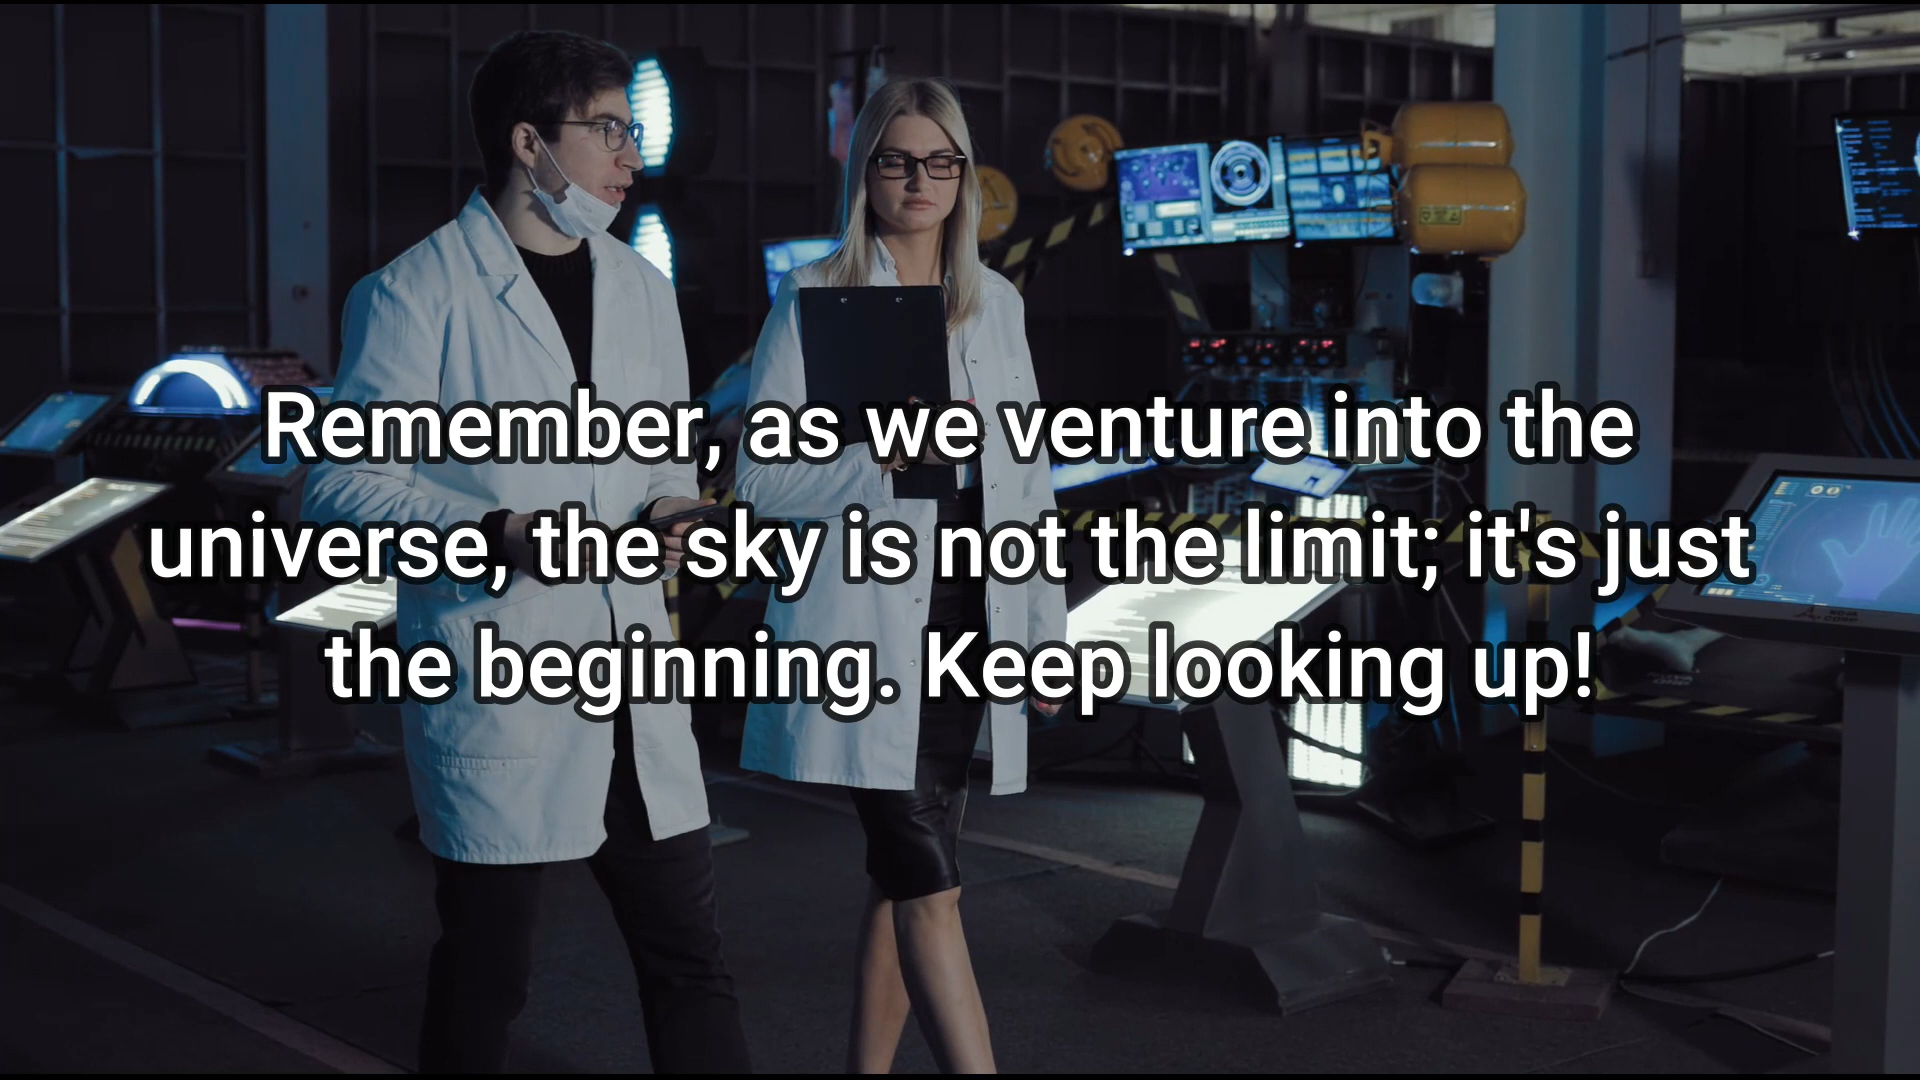 Remember, as we venture into the
universe, the sky is not the limit; it's just
the beginning. Keep looking up!